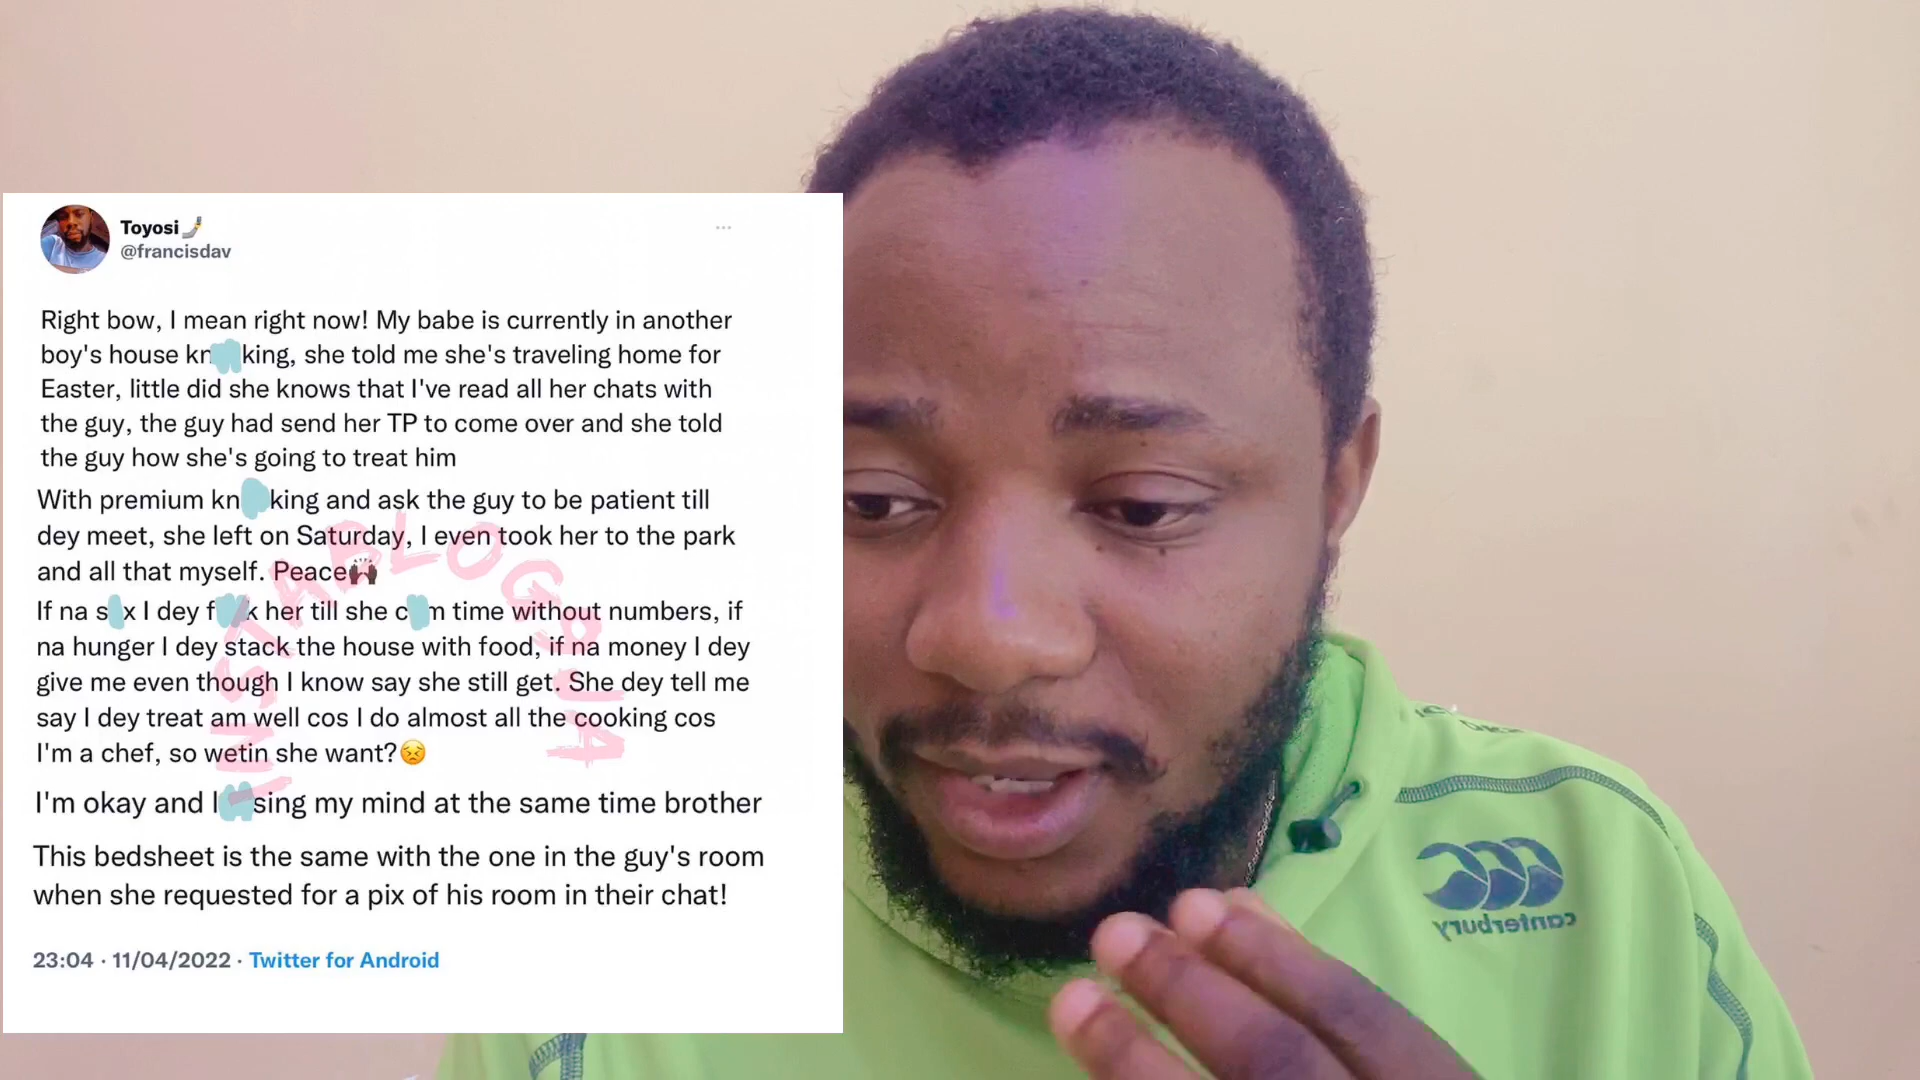 Toyosi
@francisdav
Right bow, I mean right now! My babe is currently in another
boy's house kn king, she told me she's traveling home for
Easter, little did she knows that I've read all her chats with
the guy, the guy had send her TP to come over and she told
the guy how she's going to treat him
With premium kn king and ask the guy to be patient till
dey meet, she left on Saturday, I even took her to the park
and all that myself. Peace🙌🏿
If na s x I dey f k her till she c m time without numbers, if
na hunger I dey stack the house with food, if na money I dey
give me even though I know say she still get. She dey tell me
say I dey treat am well cos I do almost all the cooking cos
I'm a chef, so wetin she want?😣
I'm okay and l sing my mind at the same time brother
This bedsheet is the same with the one in the guy's room
when she requested for a pix of his room in their chat!
23:04 · 11/04/2022 · Twitter for Android
INSTABLOG9JA
canterbury